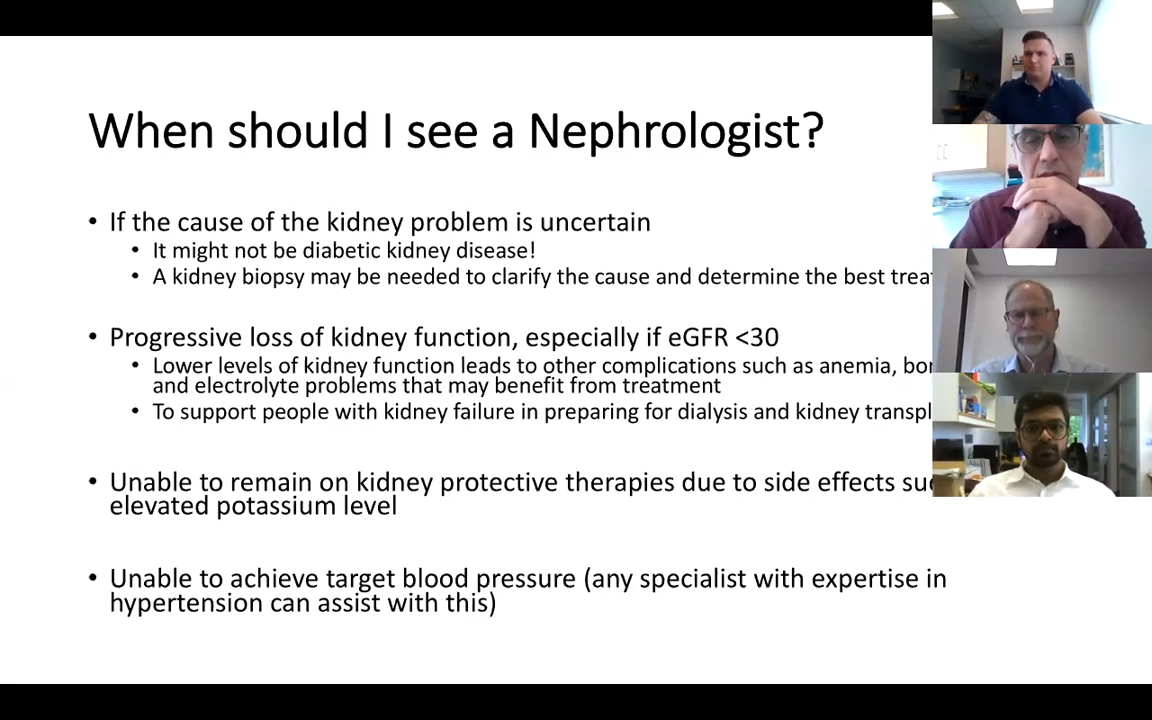 When should I see a Nephrologist?
• If the cause of the kidney problem is uncertain
• It might not be diabetic kidney disease!
• A kidney biopsy may be needed to clarify the cause and determine the best
• Progressive loss of kidney function, especially if eGFR <30
• Lower levels of kidney function leads to other complications such as anemia,
and electrolyte problems that may benefit from treatment
• To support people with kidney failure in preparing for dialysis and kidney
• Unable to remain on kidney protective therapies due to side effects
elevated potassium level
• Unable to achieve target blood pressure (any specialist with expertise in
hypertension can assist with this)